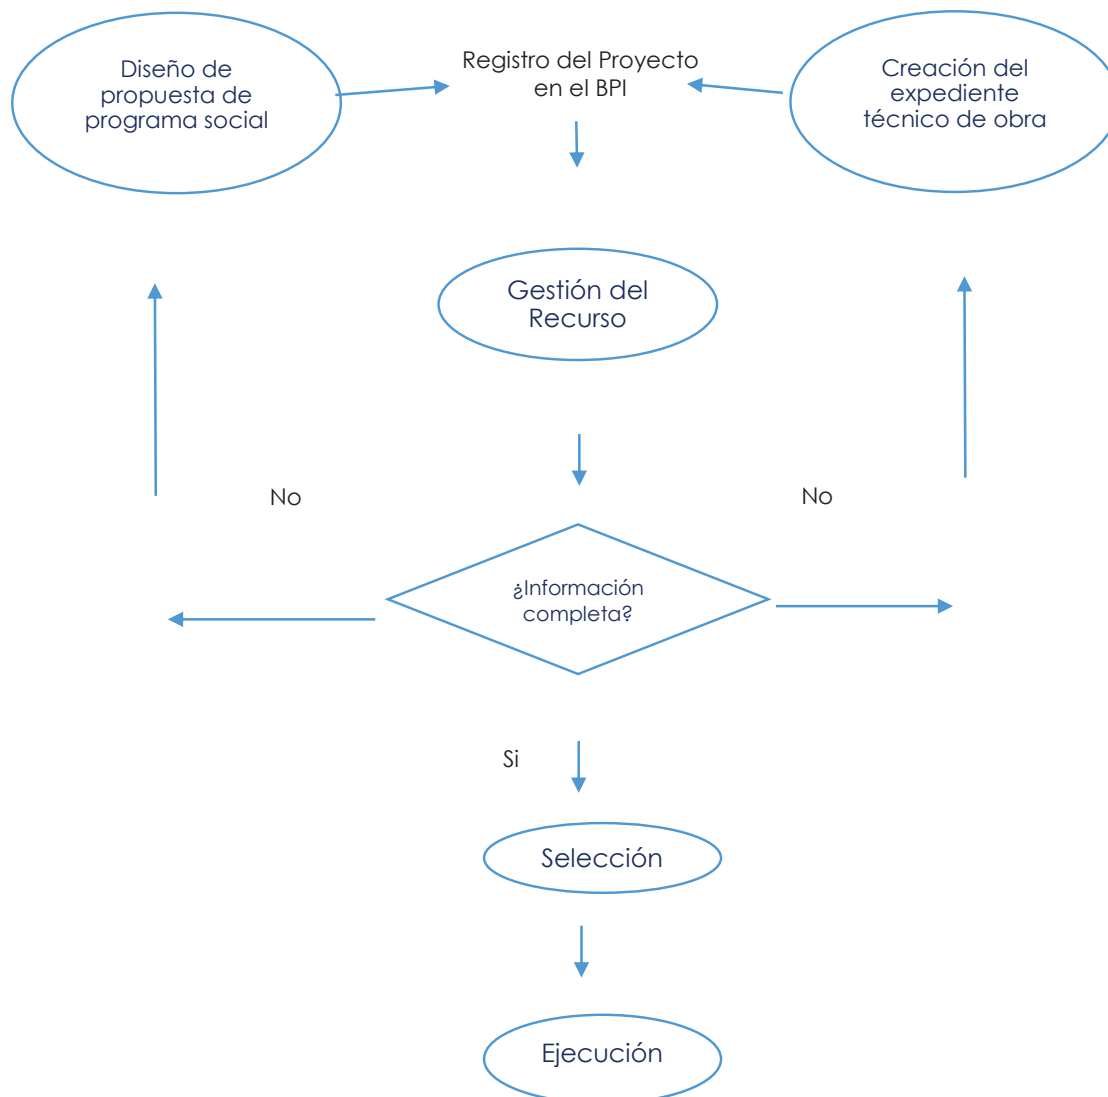 Diseño de
propuesta de
programa social
Registro del Proyecto
en el BPI
Creación del
expediente
técnico de obra
Gestión del
Recurso
No
No
¿Información
completa?
Si
Selección
Ejecución